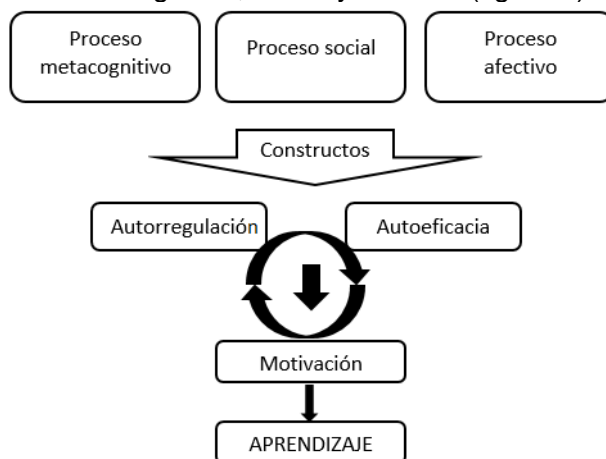 Proceso
metacognitivo
Proceso social
Proceso
afectivo
Constructos
Autorregulación
Autoeficacia
Motivación
APRENDIZAJE